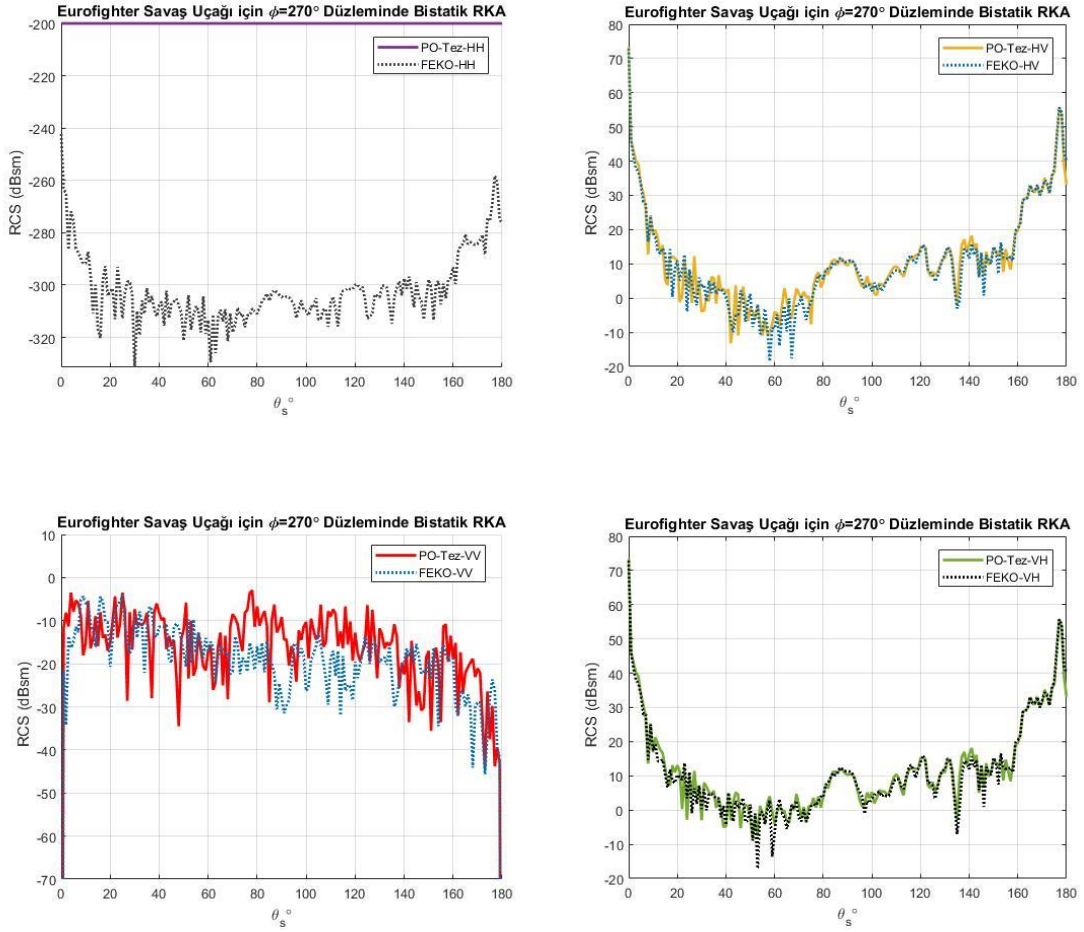 Eurofighter Savaş Uçağı için ϕ=270° Düzleminde Bistatik RKA
PO-Tez-HH
FEKO-HH
RCS (dBsm)
-200
-220
-240
-260
-280
-300
-320
0 20 40 60 80 100 120 140 160 180
θs°
Eurofighter Savaş Uçağı için ϕ=270° Düzleminde Bistatik RKA
PO-Tez-HV
FEKO-HV
RCS (dBsm)
80
70
60
50
40
30
20
10
0
-10
-20
0 20 40 60 80 100 120 140 160 180
θs°
Eurofighter Savaş Uçağı için ϕ=270° Düzleminde Bistatik RKA
PO-Tez-VV
FEKO-VV
RCS (dBsm)
10
0
-10
-20
-30
-40
-50
-60
-70
0 20 40 60 80 100 120 140 160 180
θs°
Eurofighter Savaş Uçağı için ϕ=270° Düzleminde Bistatik RKA
PO-Tez-VH
FEKO-VH
RCS (dBsm)
80
70
60
50
40
30
20
10
0
-10
-20
0 20 40 60 80 100 120 140 160 180
θs°